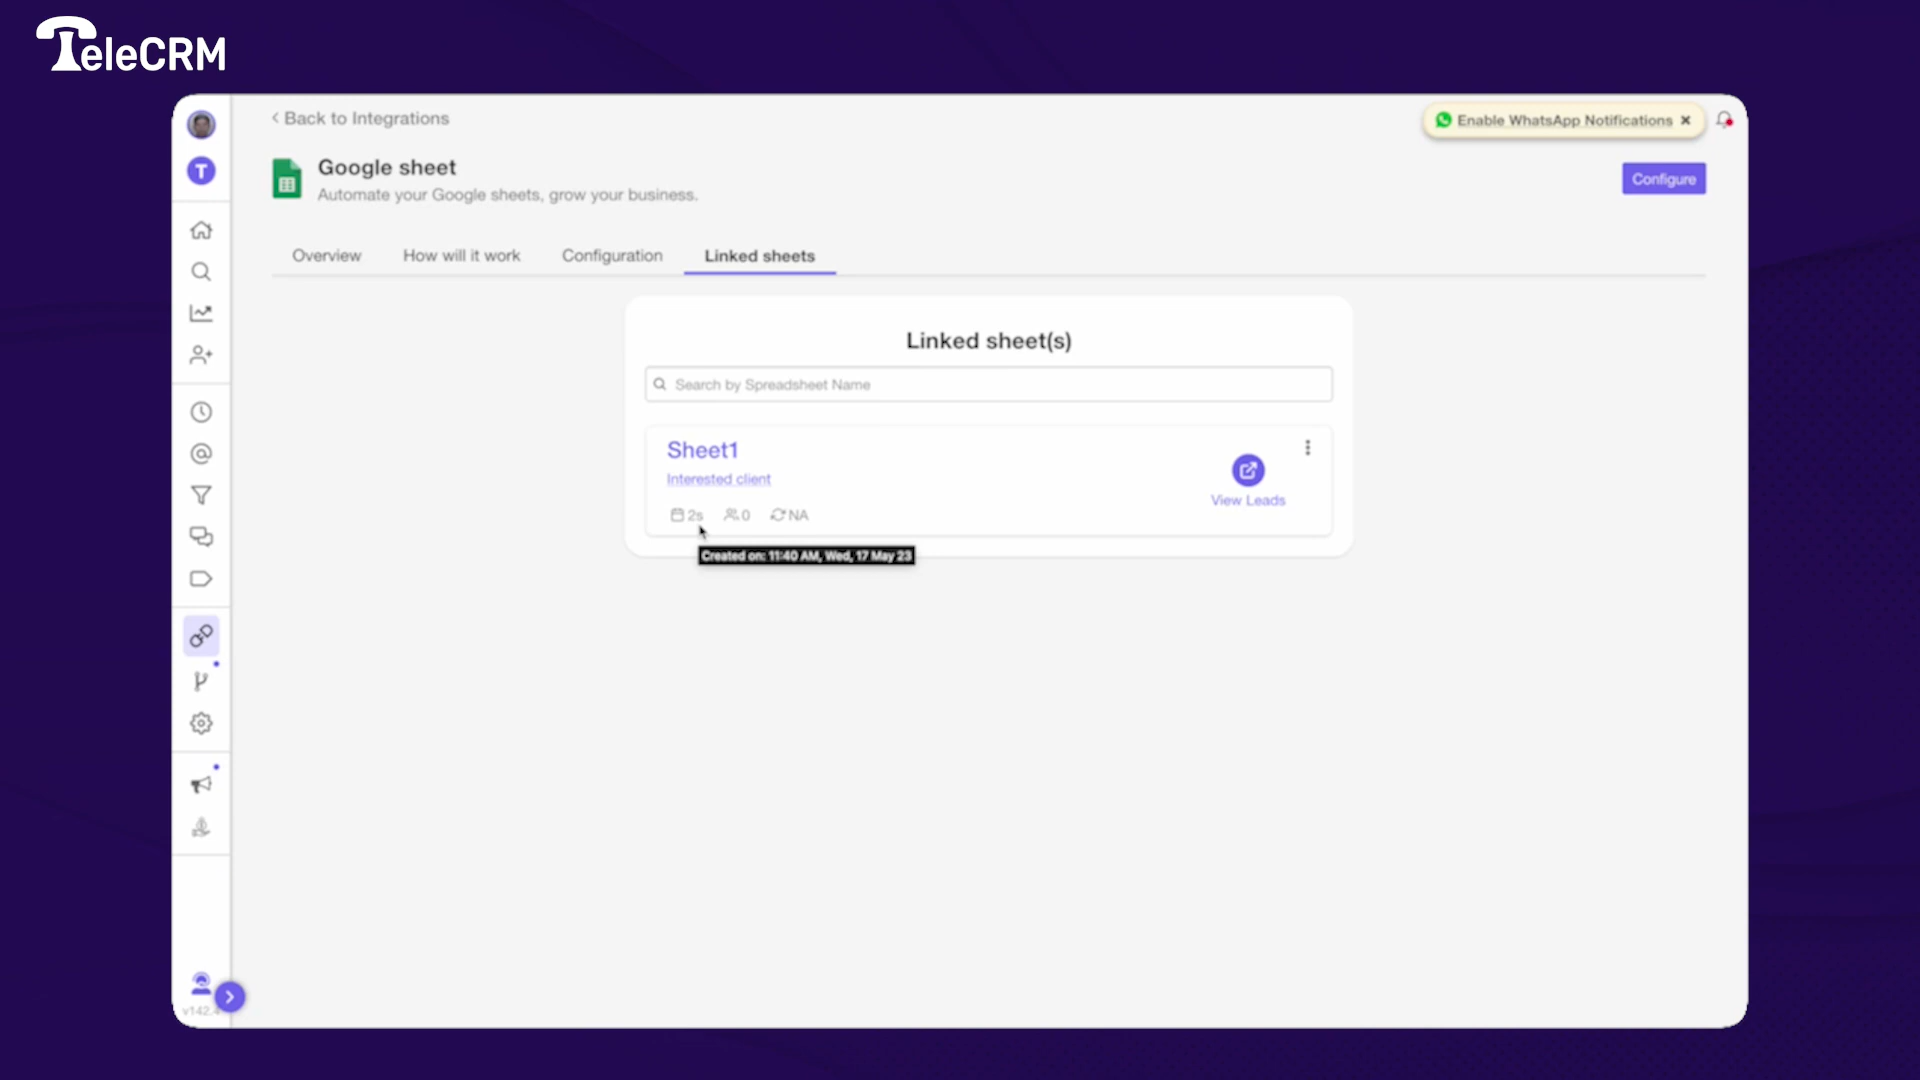 TeleCRM
Back to Integrations
Enable WhatsApp Notifications
T
Google sheet
Automate your Google sheets, grow your business.
Configure
Overview
How will it work
Configuration
Linked sheets
Linked sheet(s)
Search by Spreadsheet Name
Sheet1
Interested client
View Leads
2s
0
NA
Created on: 11:40 AM, Wed, 17 May 23